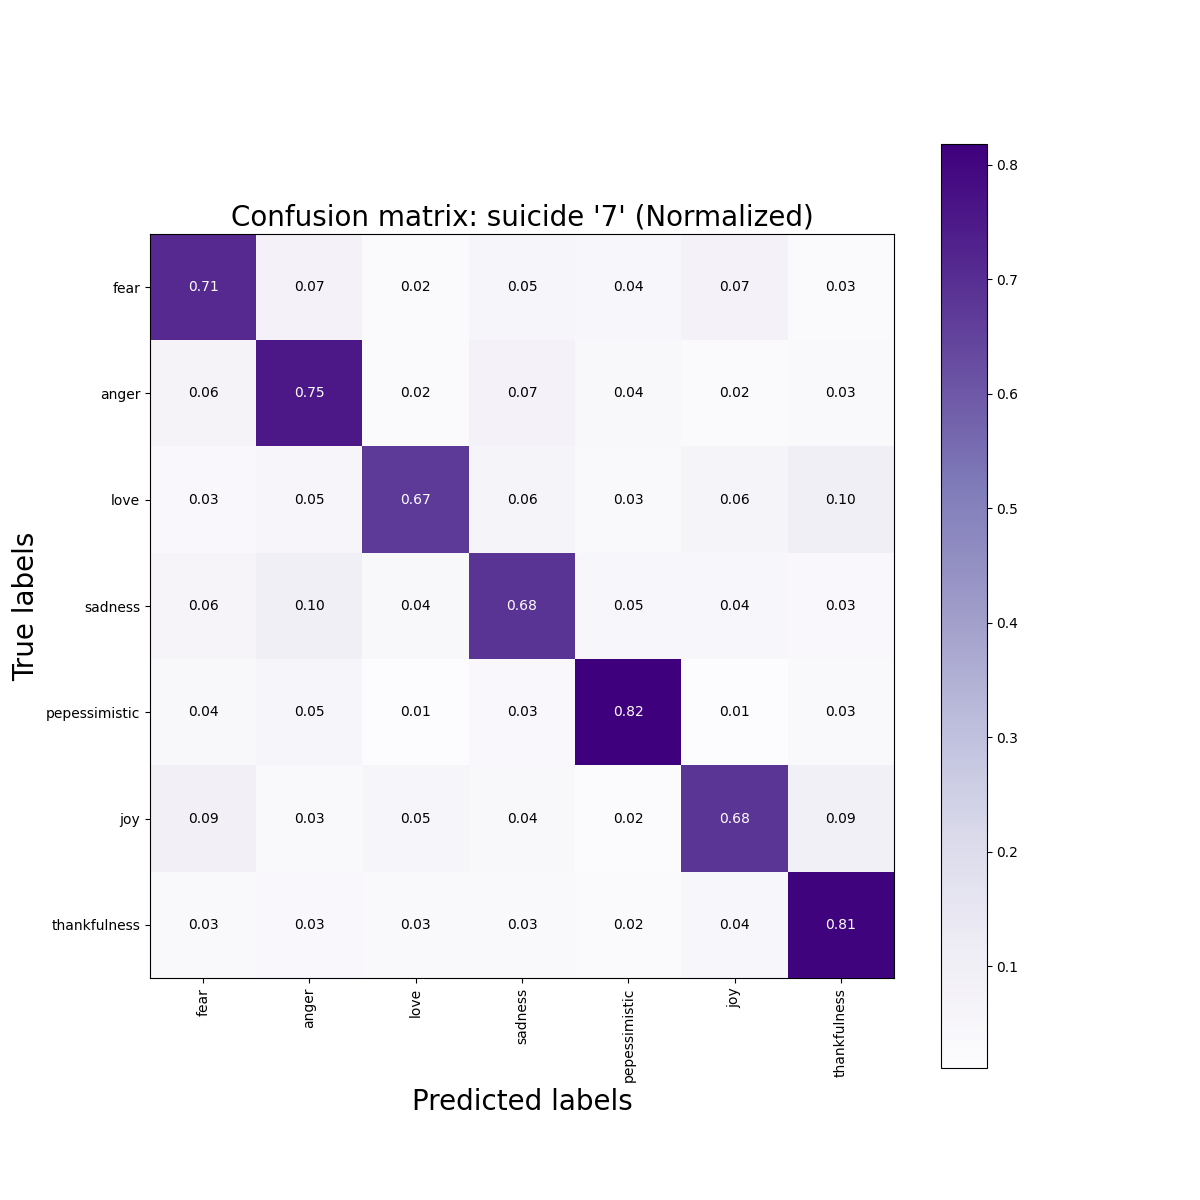 Confusion matrix: suicide '7' (Normalized)
fear 0.71 0.07 0.02 0.05 0.04 0.07 0.03
anger 0.06 0.75 0.02 0.07 0.04 0.02 0.03
love 0.03 0.05 0.67 0.06 0.03 0.06 0.10
sadness 0.06 0.10 0.04 0.68 0.05 0.04 0.03
pepessimistic 0.04 0.05 0.01 0.03 0.82 0.01 0.03
joy 0.09 0.03 0.05 0.04 0.02 0.68 0.09
thankfulness 0.03 0.03 0.03 0.03 0.02 0.04 0.81
fear anger love sadness pepessimistic joy thankfulness
Predicted labels
True labels
0.8
0.7
0.6
0.5
0.4
0.3
0.2
0.1